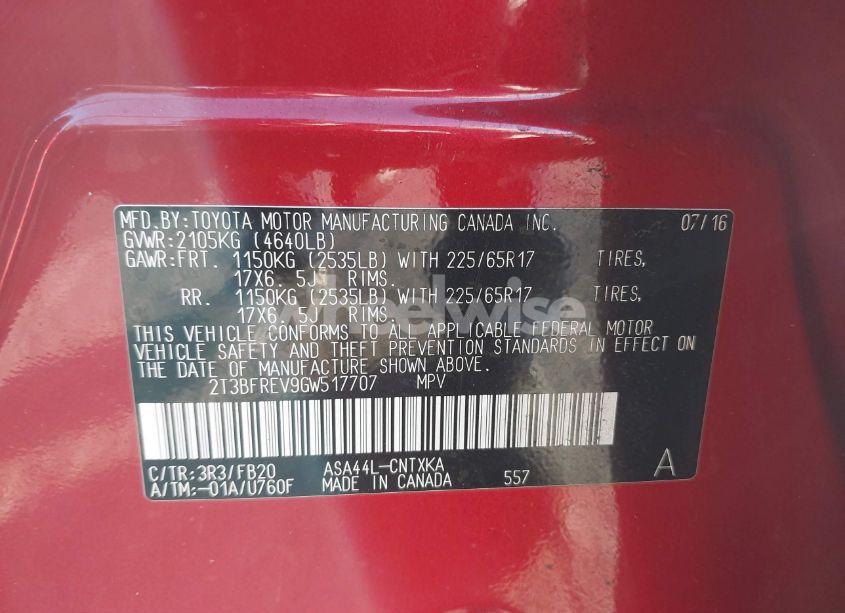 MFD.BY:TOYOTA MOTOR MANUFACTURING CANADA INC. 07/16
GVWR:2105KG (4640LB)
GAWR:FRT. 1150KG (2535LB) WITH 225/65R17 TIRES,
17X6.5J RIMS.
RR. 1150KG (2535LB) WITH 225/65R17 TIRES,
17X6.5J RIMS.
wheelwise
THIS VEHICLE CONFORMS TO ALL APPLICABLE FEDERAL MOTOR
VEHICLE SAFETY AND THEFT PREVENTION STANDARDS IN EFFECT ON
THE DATE OF MANUFACTURE SHOWN ABOVE.
2T3BFREV9GW517707 MPV
C/TR:3R3/FB20 ASA44L-CNTXKA A
A/TM:-01A/U760F MADE IN CANADA 557